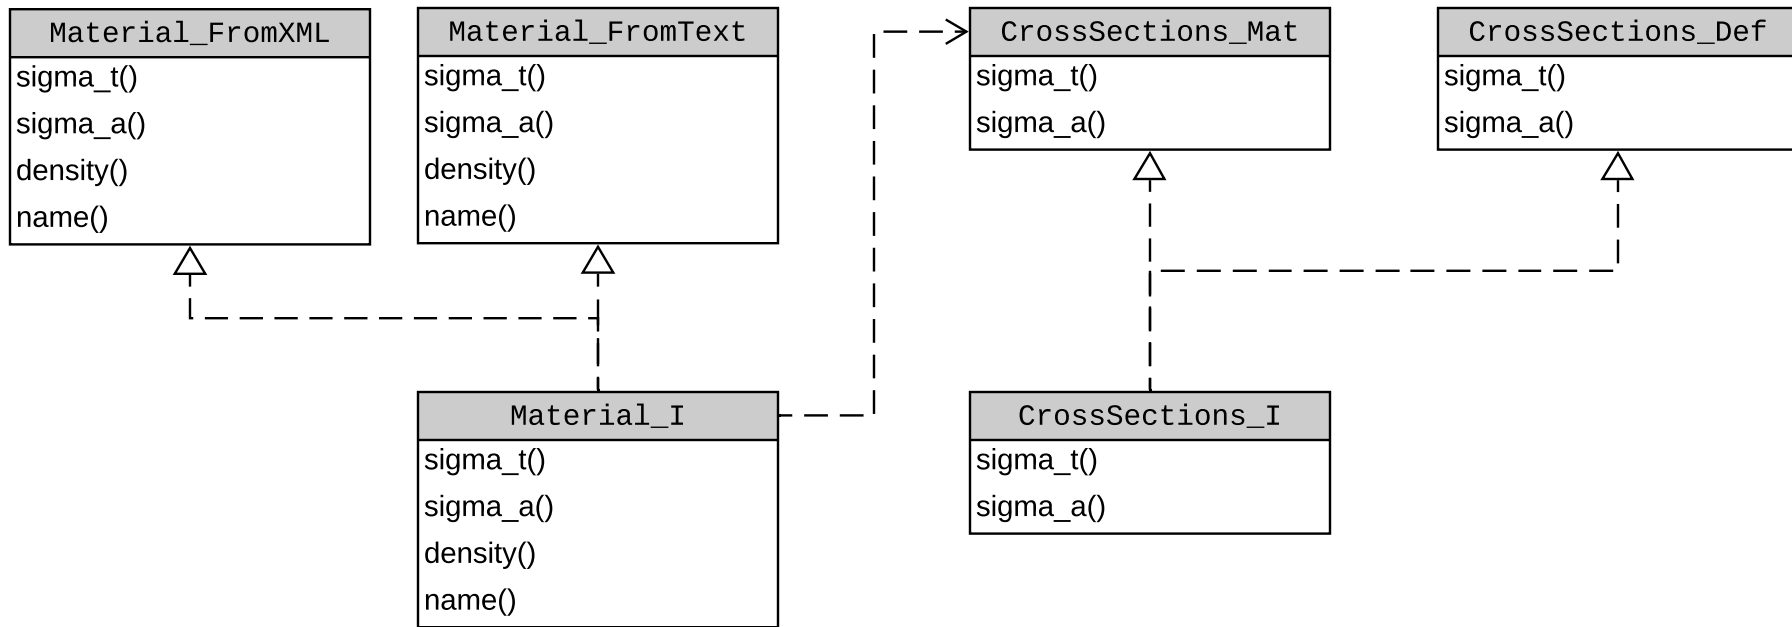 Material_FromXML
sigma_t()
sigma_a()
density()
name()
Material_FromText
sigma_t()
sigma_a()
density()
name()
CrossSections_Mat
sigma_t()
sigma_a()
CrossSections_Def
sigma_t()
sigma_a()
Material_I
sigma_t()
sigma_a()
density()
name()
CrossSections_I
sigma_t()
sigma_a()